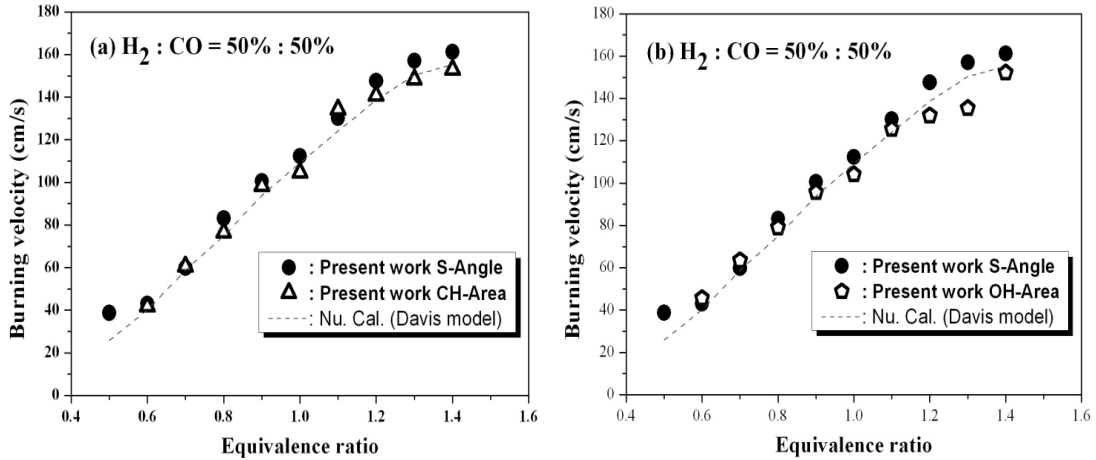 (a) H2 : CO = 50% : 50%
Burning velocity (cm/s)
180
160
140
120
100
80
60
40
20
0
: Present work S-Angle
: Present work CH-Area
: Nu. Cal. (Davis model)
0.4 0.6 0.8 1.0 1.2 1.4 1.6
Equivalence ratio
(b) H2 : CO = 50% : 50%
Burning velocity (cm/s)
180
160
140
120
100
80
60
40
20
0
: Present work S-Angle
: Present work OH-Area
: Nu. Cal. (Davis model)
0.4 0.6 0.8 1.0 1.2 1.4 1.6
Equivalence ratio